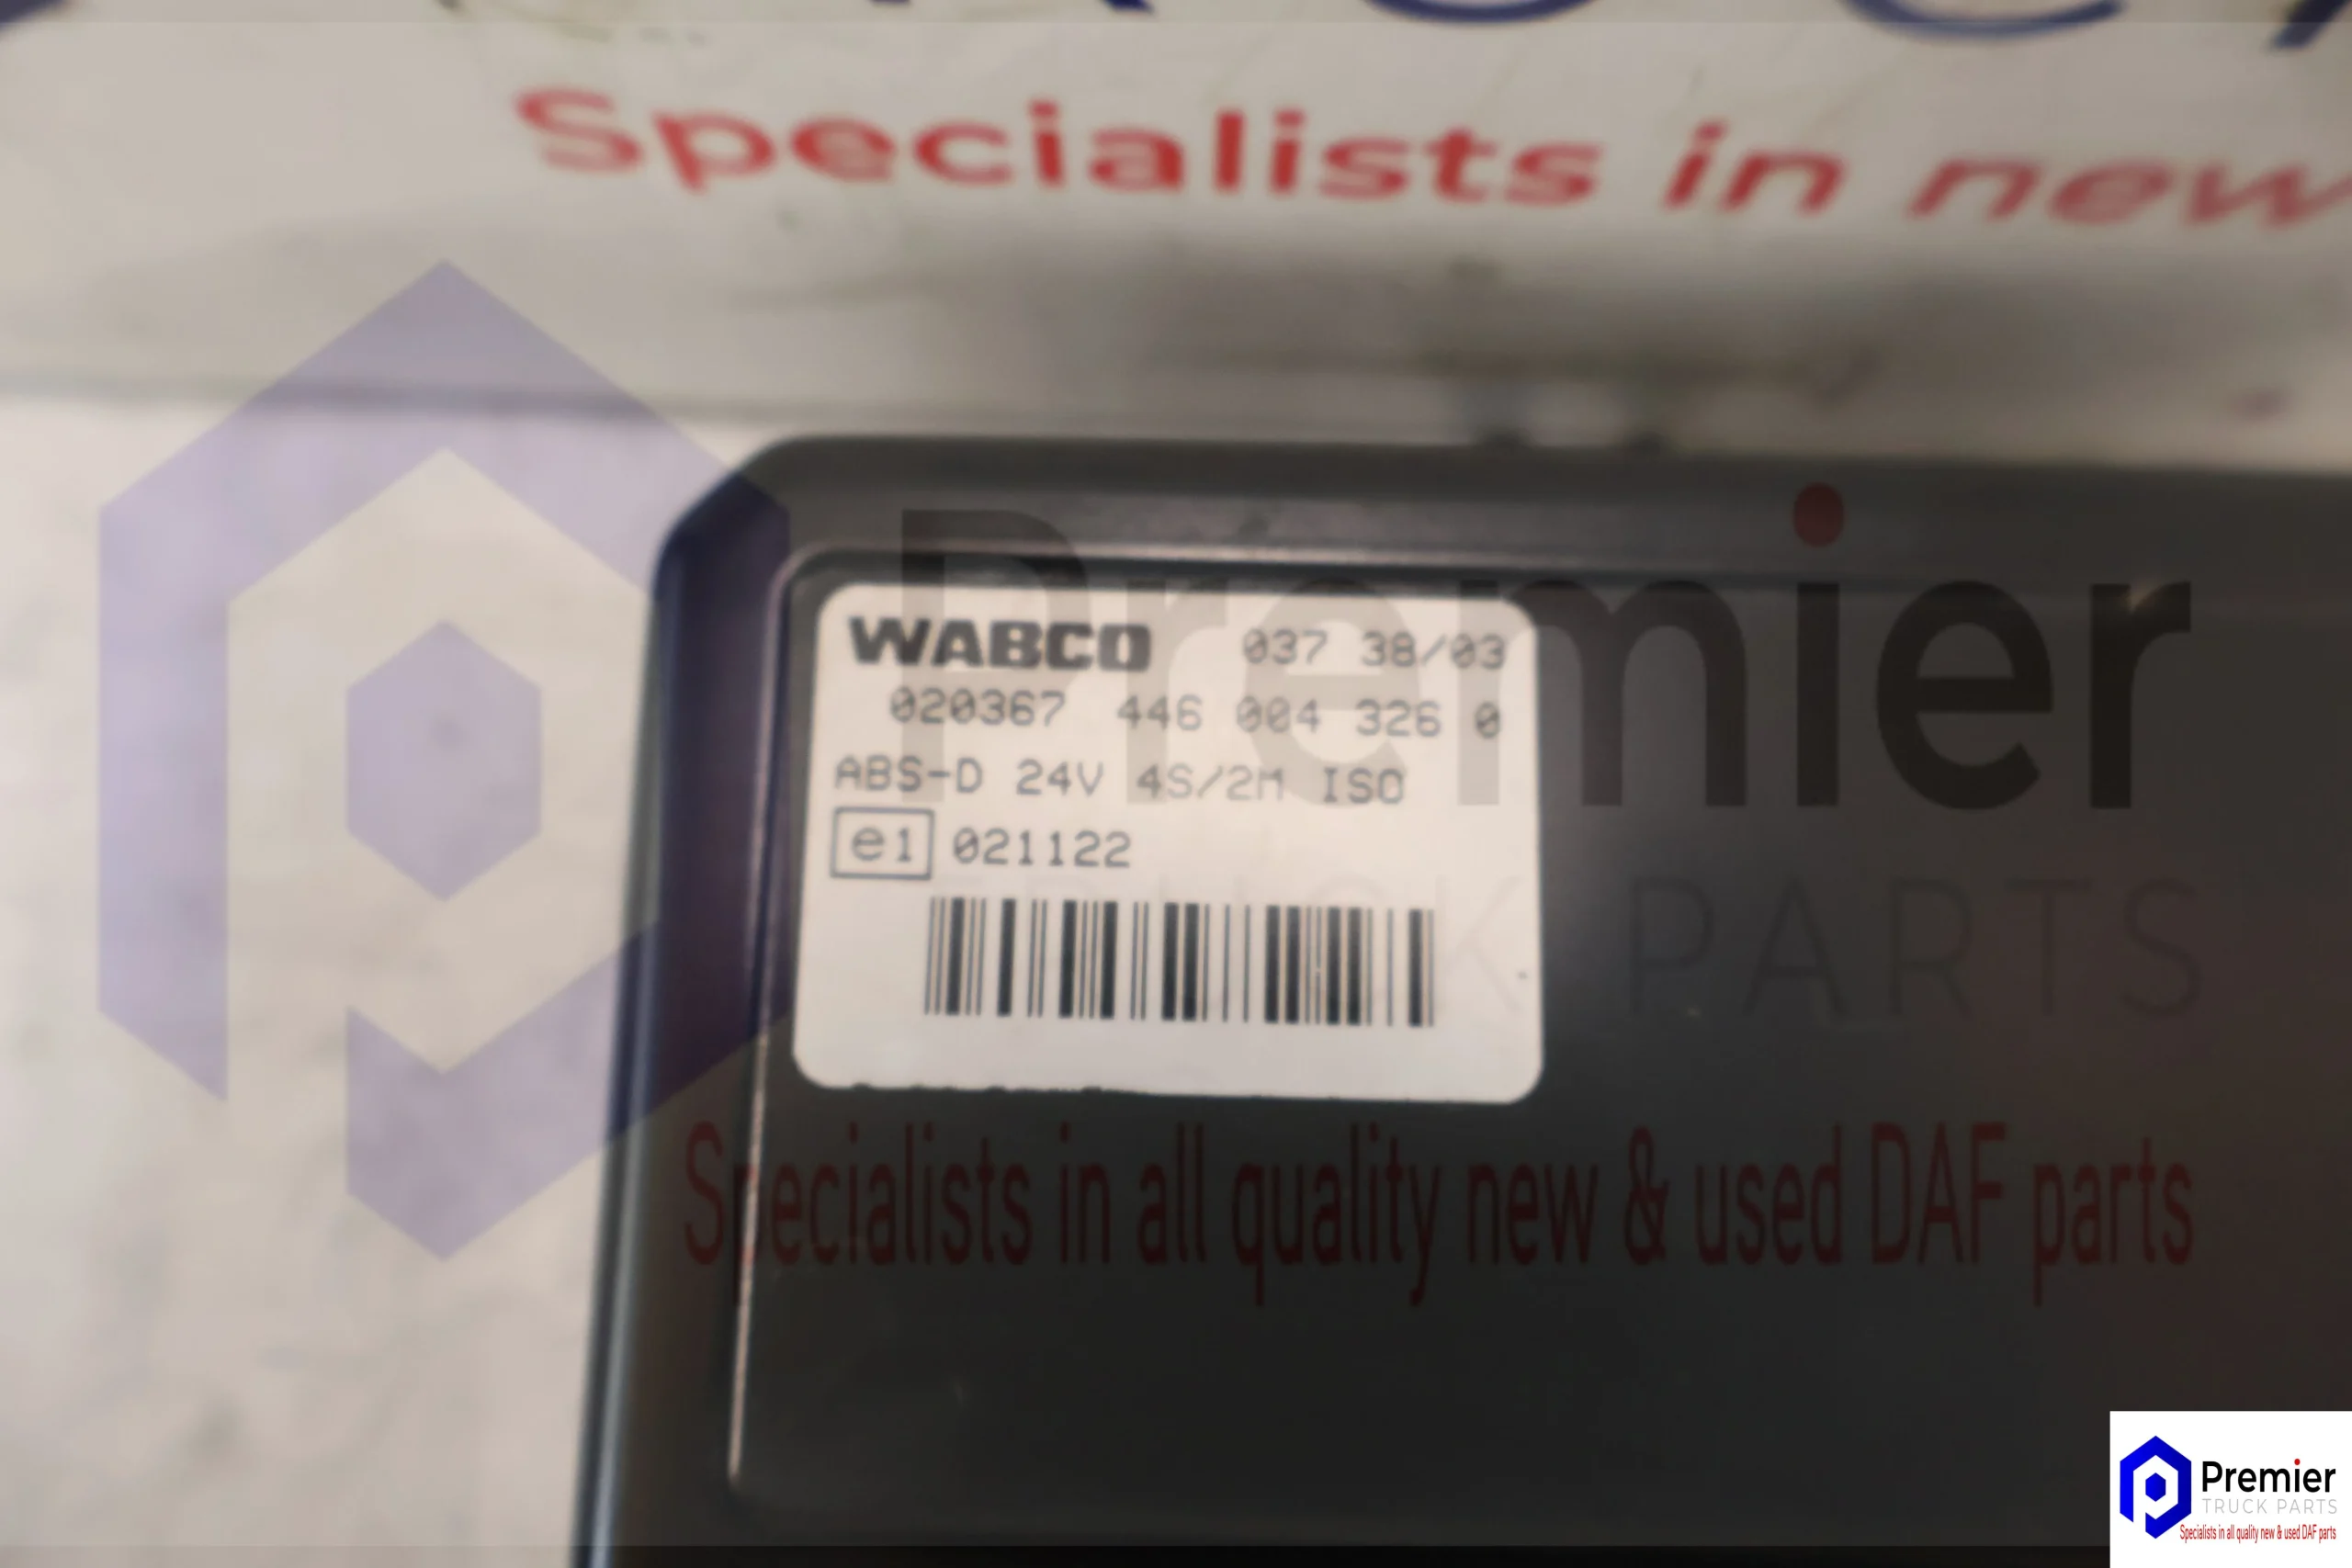 Specialists in new
WABCO 037 38/03
020367 446 004 326 0
ABS-D 24V 4S/2M ISO
e1 021122
Premier
TRUCK PARTS
Specialists in all quality new & used DAF parts
Premier
TRUCK PARTS
Specialists in all quality new & used DAF parts